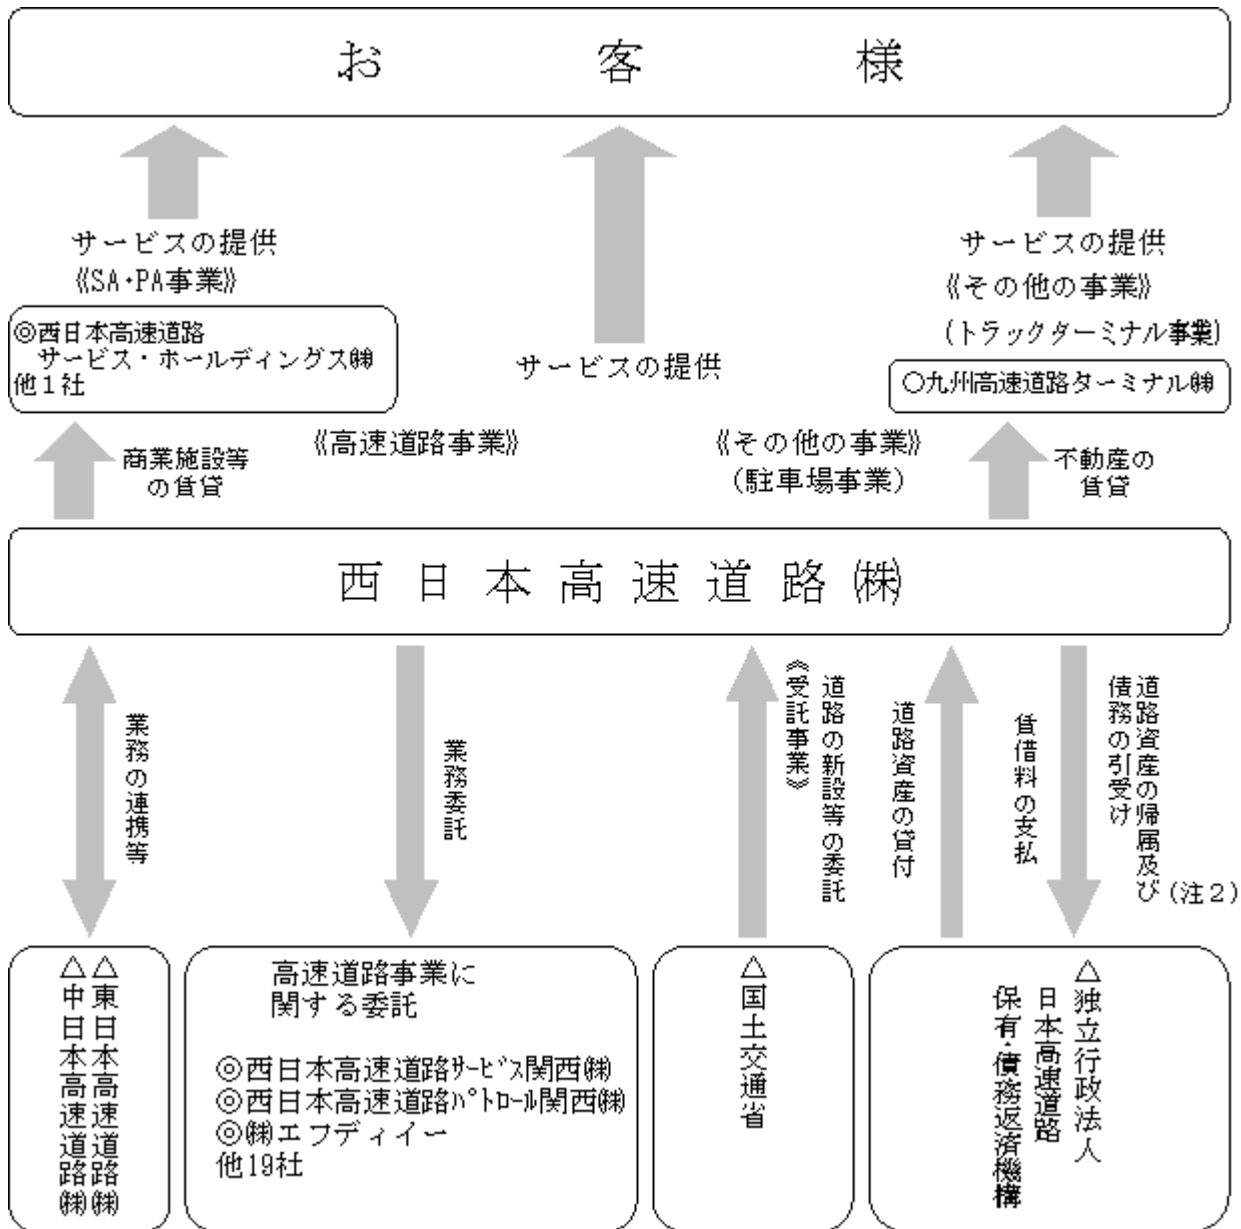 お客様
サービスの提供
《SA・PA事業》
◎西日本高速道路
サービス・ホールディングス㈱
他1社
商業施設等
の賃貸
サービスの提供
《高速道路事業》
《その他の事業》
(駐車場事業)
サービスの提供
《その他の事業》
(トラックターミナル事業)
○九州高速道路ターミナル㈱
不動産の
賃貸
西日本高速道路㈱
業務の連携等
業務委託
道路の新設等の委託
《受託事業》
道路資産の貸付
賃借料の支払
道路資産の帰属及び
債務の引受け
(注2)
△東日本高速道路㈱
△中日本高速道路㈱
高速道路事業に
関する委託
◎西日本高速道路ｻｰﾋﾞｽ関西㈱
◎西日本高速道路ﾊﾟﾄﾛｰﾙ関西㈱
◎㈱エフディイー
他19社
△国土交通省
△独立行政法人
日本高速道路
保有・債務返済機構